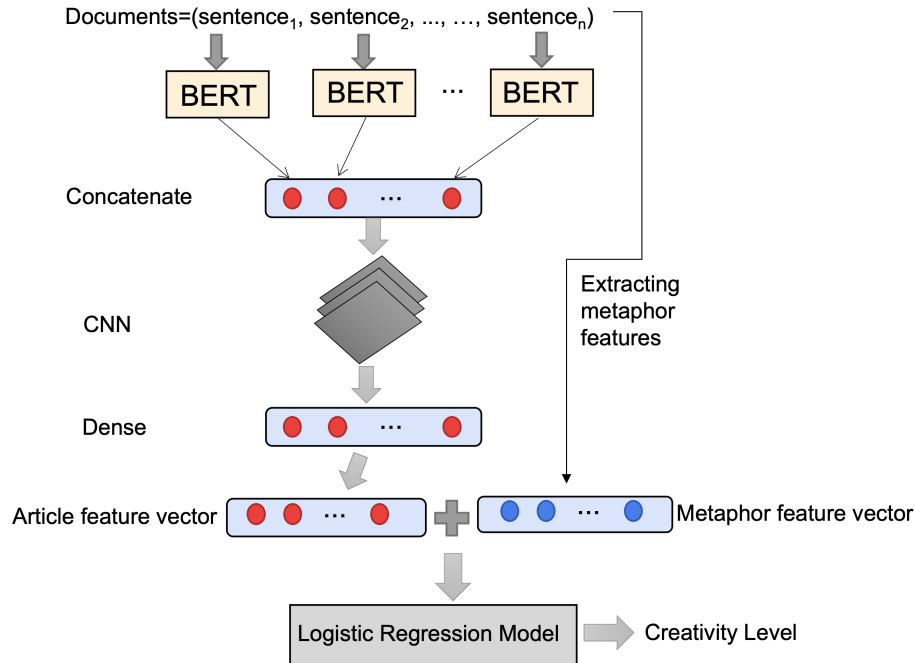 Documents=(sentence₁, sentence₂, ..., ..., sentenceₙ)
BERT BERT ... BERT
Concatenate ...
Extracting
metaphor
features
CNN
Dense ...
Article feature vector ... + ... Metaphor feature vector
Logistic Regression Model Creativity Level